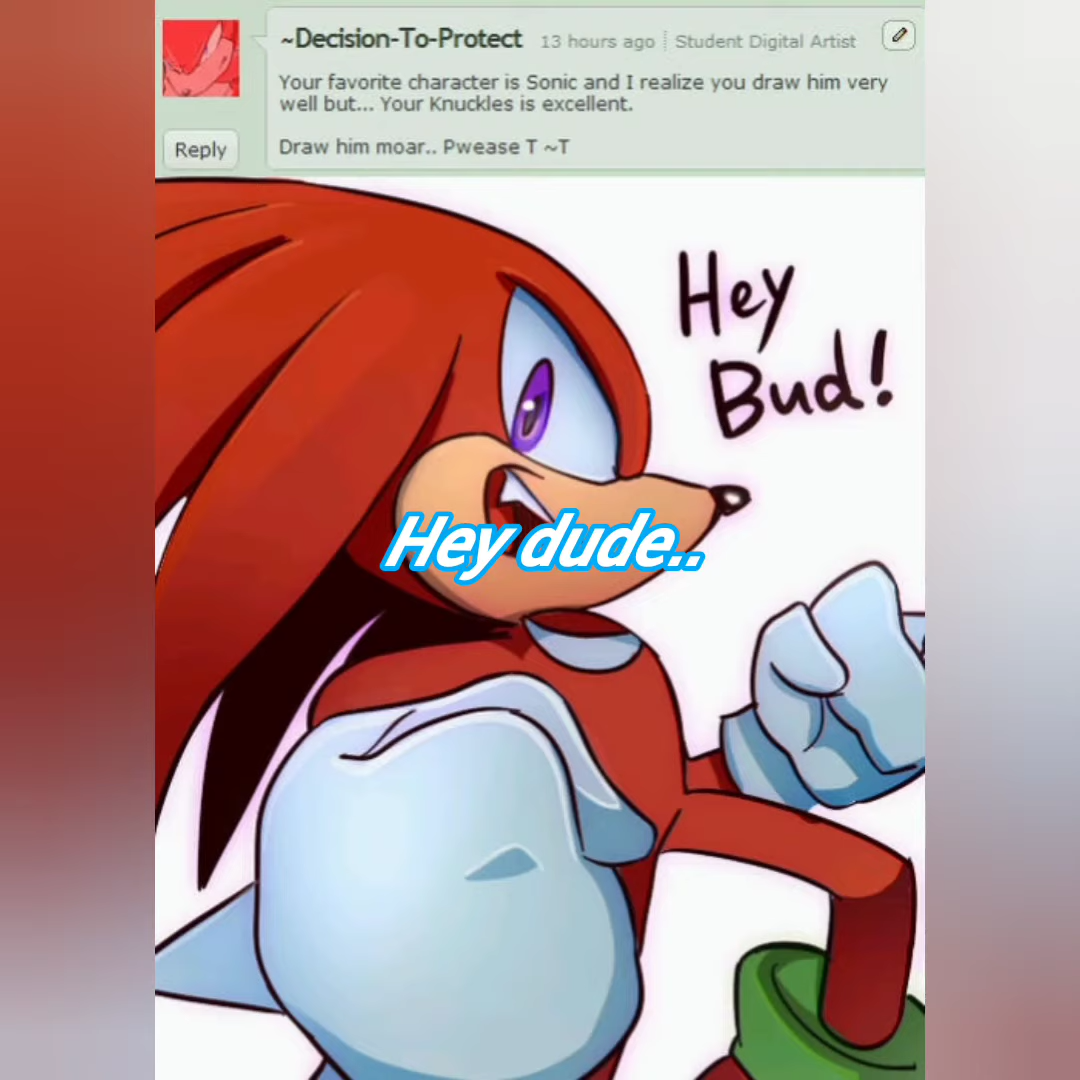 ~Decision-To-Protect 13 hours ago Student Digital Artist
Your favorite character is Sonic and I realize you draw him very
well but... Your Knuckles is excellent.
Reply
Draw him moar.. Pwease T ~T
Hey
Bud!
Hey dude..